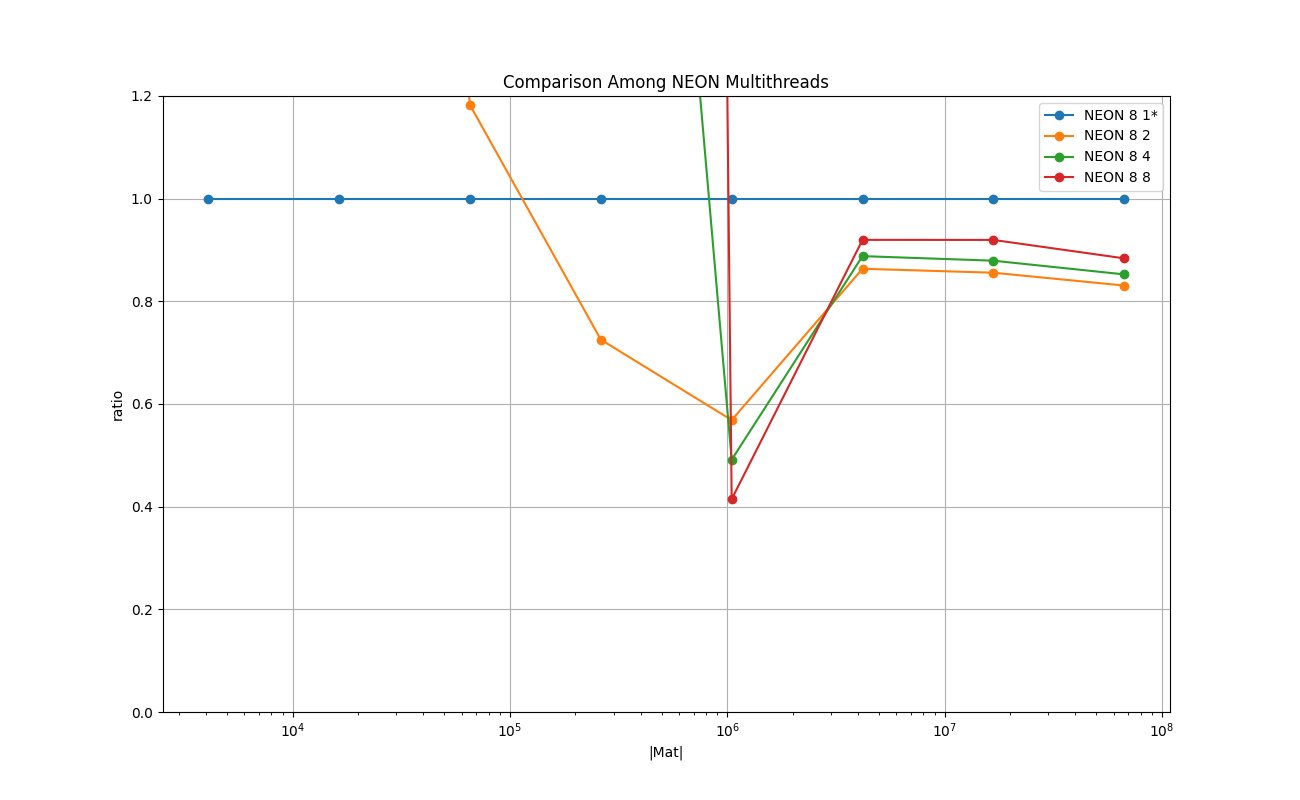 Comparison Among NEON Multithreads
NEON 8 1*
NEON 8 2
NEON 8 4
NEON 8 8
ratio
1.2
1.0
0.8
0.6
0.4
0.2
0.0
10⁴ 10⁵ 10⁶ 10⁷ 10⁸
|Mat|